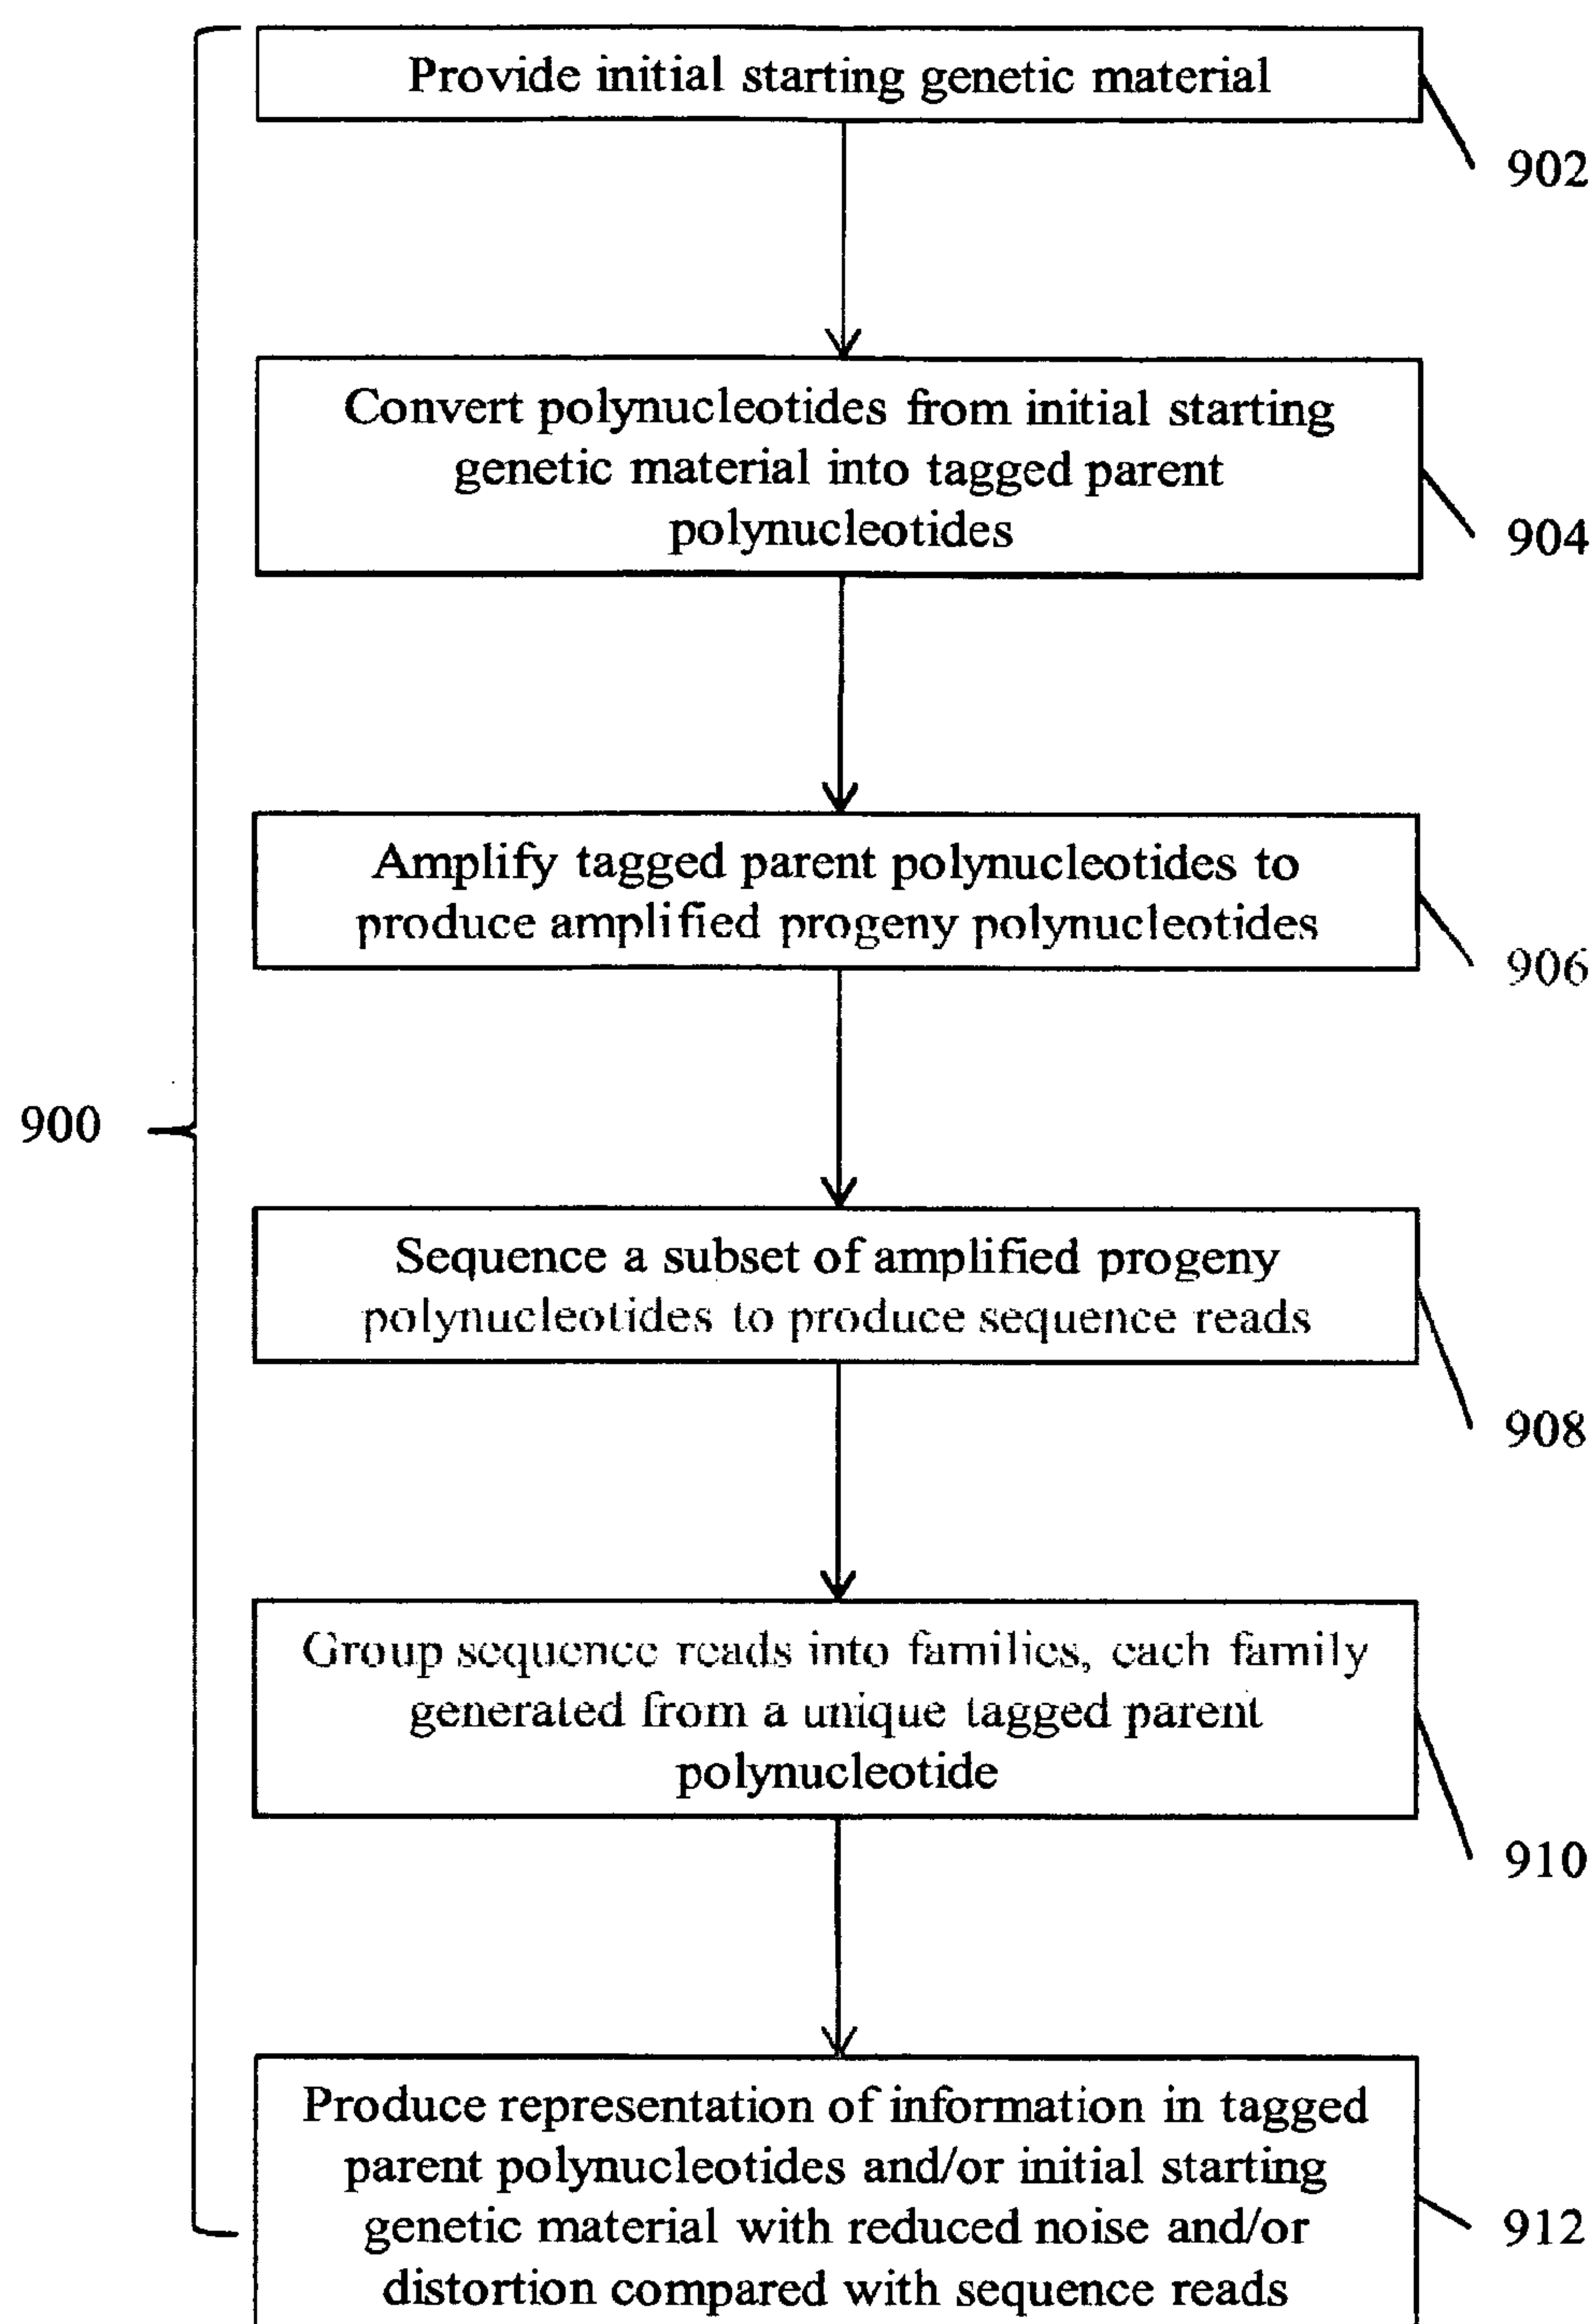 Provide initial starting genetic material
902
Convert polynucleotides from initial starting
genetic material into tagged parent
polynucleotides
904
Amplify tagged parent polynucleotides to
produce amplified progeny polynucleotides
906
900
Sequence a subset of amplified progeny
polynucleotides to produce sequence reads
908
Group sequence reads into families, each family
generated from a unique tagged parent
polynucleotide
910
Produce representation of information in tagged
parent polynucleotides and/or initial starting
genetic material with reduced noise and/or
distortion compared with sequence reads
912